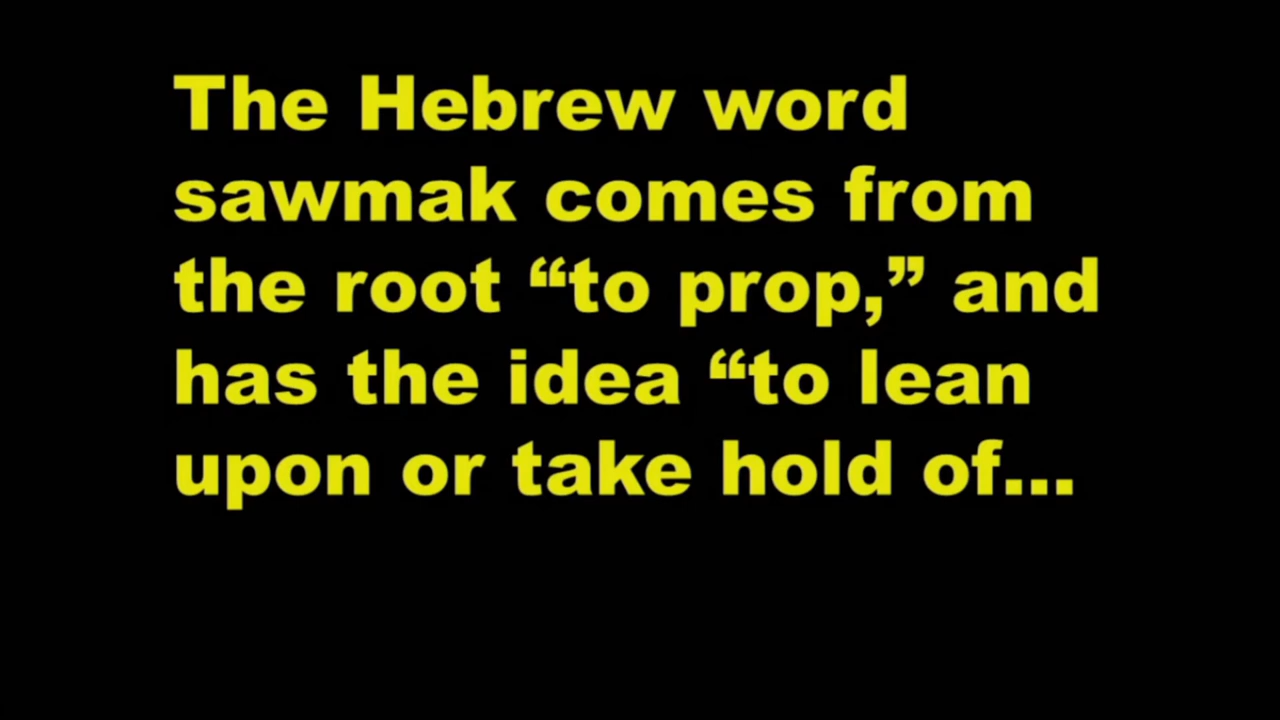 The Hebrew word
sawmak comes from
the root “to prop,” and
has the idea “to lean
upon or take hold of...